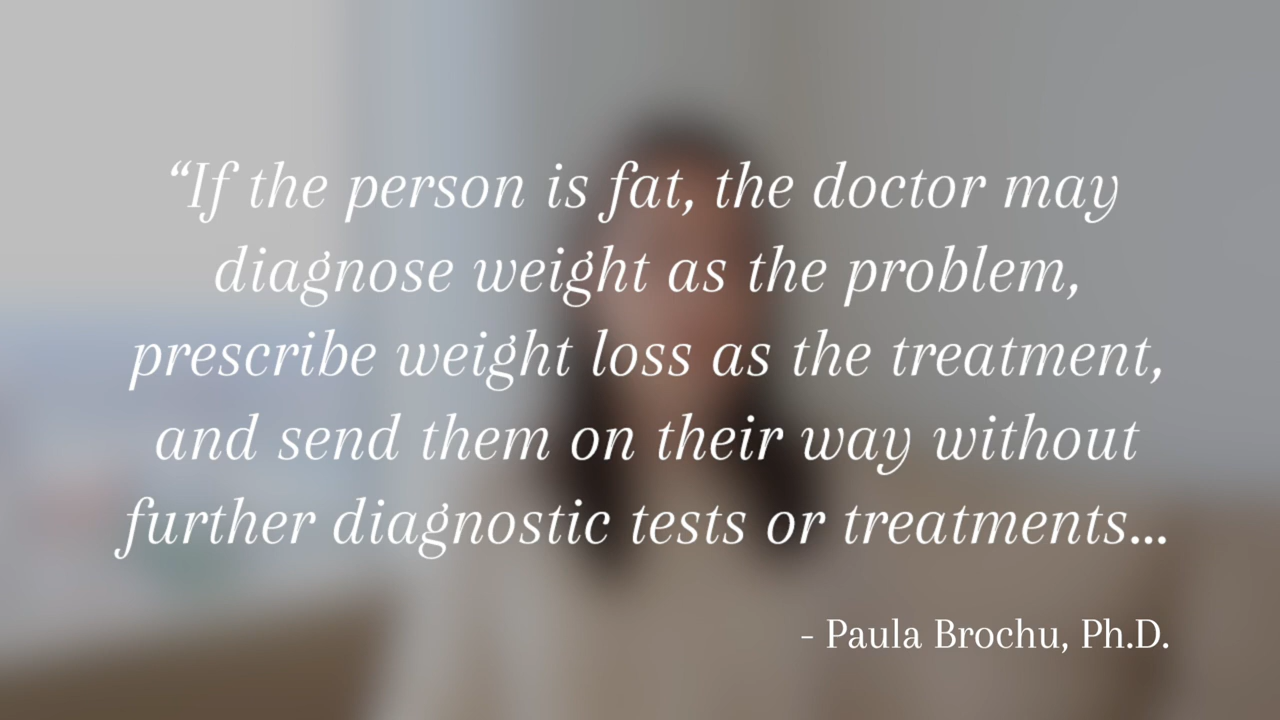 “If the person is fat, the doctor may
diagnose weight as the problem,
prescribe weight loss as the treatment,
and send them on their way without
further diagnostic tests or treatments...
- Paula Brochu, Ph.D.